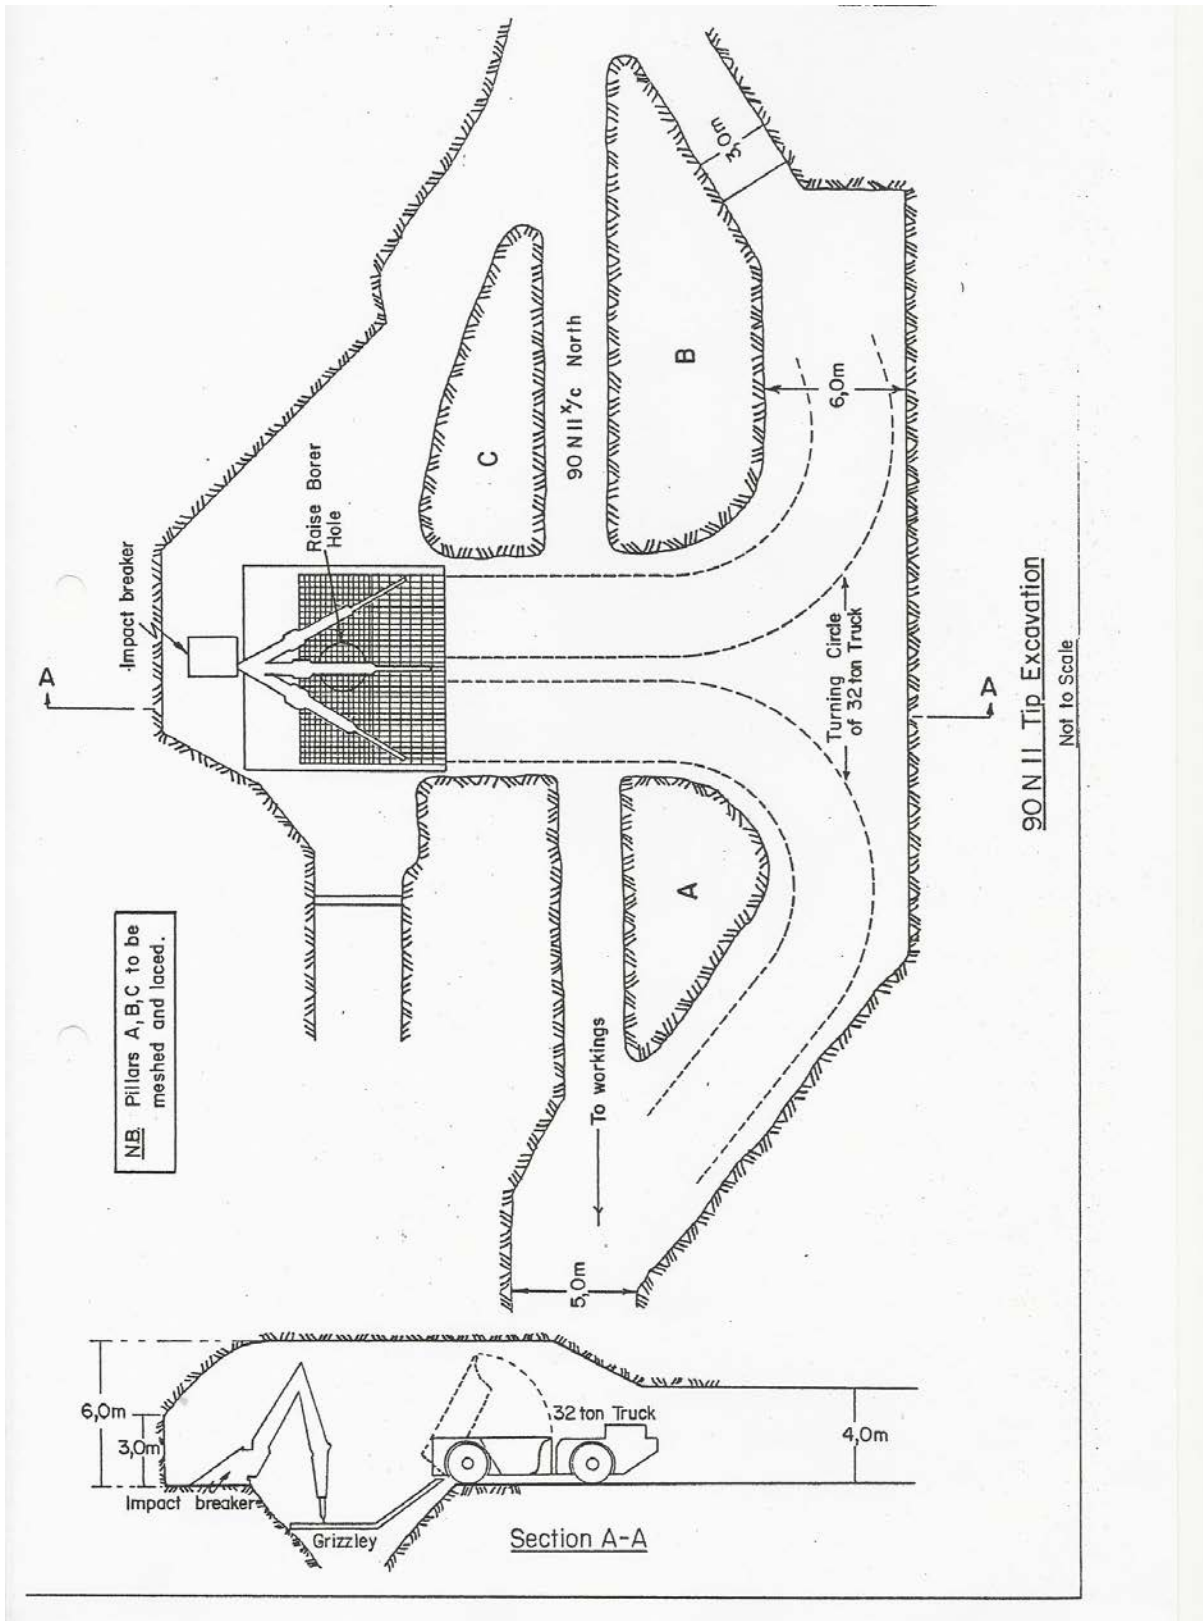 N.B. Pillars A, B, C to be
meshed and laced.
Impact breaker
Raise Borer
Hole
A
A
C
90 N 11 x/c North
B
A
3,0m
6,0m
Turning Circle
of 32 ton Truck
To workings
5,0m
90 N 11 Tip Excavation
Not to Scale
6,0m
3,0m
Impact breaker
Grizzley
32 ton Truck
4,0m
Section A-A